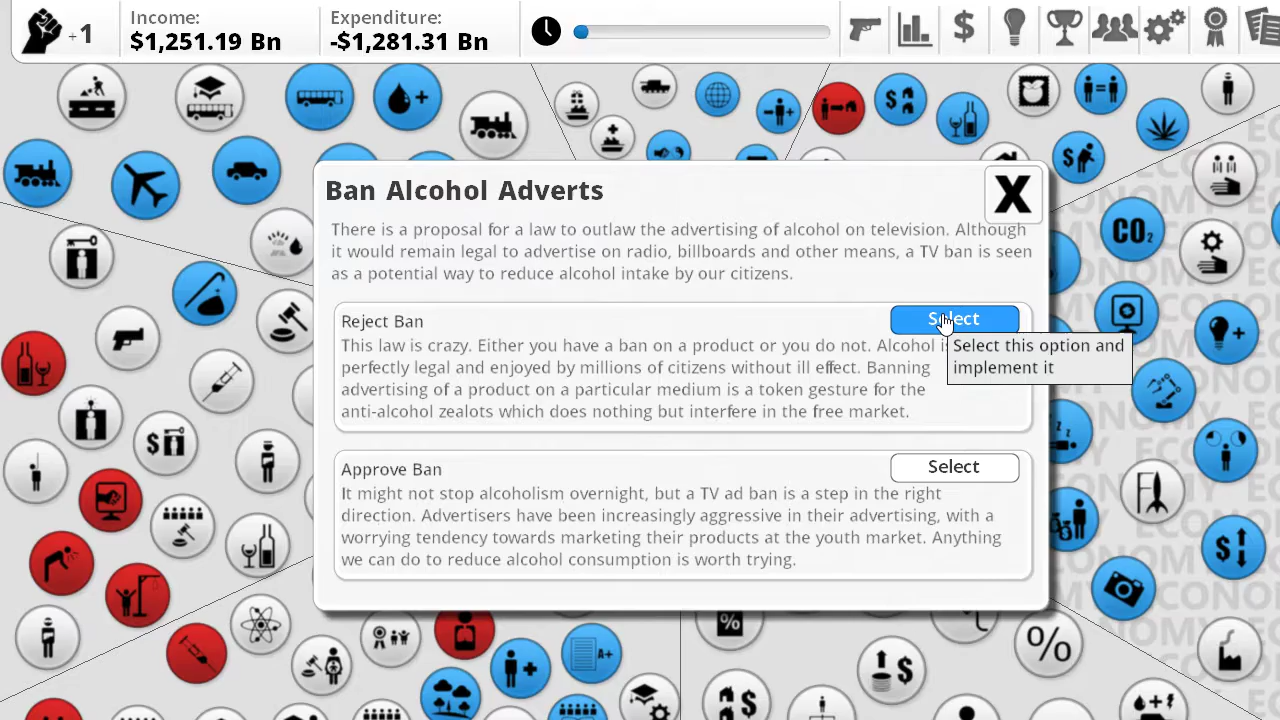 +1
Income:
$1,251.19 Bn
Expenditure:
-$1,281.31 Bn
Ban Alcohol Adverts
There is a proposal for a law to outlaw the advertising of alcohol on television. Although
it would remain legal to advertise on radio, billboards and other means, a TV ban is seen
as a potential way to reduce alcohol intake by our citizens.
X
Reject Ban
Select
This law is crazy. Either you have a ban on a product or you do not. Alcohol
perfectly legal and enjoyed by millions of citizens without ill effect. Banning
advertising of a product on a particular medium is a token gesture for the
anti-alcohol zealots which does nothing but interfere in the free market.
Select this option and
implement it
Approve Ban
Select
It might not stop alcoholism overnight, but a TV ad ban is a step in the right
direction. Advertisers have been increasingly aggressive in their advertising, with a
worrying tendency towards marketing their products at the youth market. Anything
we can do to reduce alcohol consumption is worth trying.
CO2
A+
ECONOMY